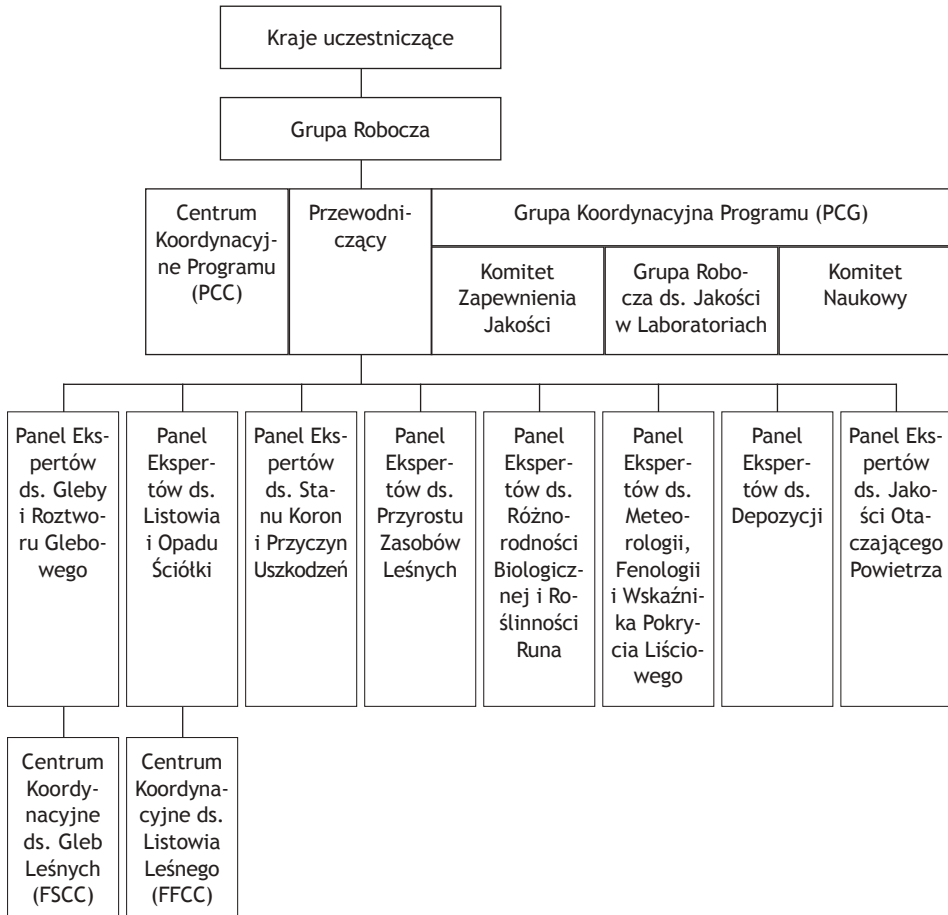 Kraje uczestniczące
Grupa Robocza
Centrum
Koordynacyj-
ne Programu
(PCC)
Przewodni-
czący
Grupa Koordynacyjna Programu (PCG)
Komitet
Zapewnienia
Jakości
Grupa Robo-
cza ds. Jakości
w Laboratoriach
Komitet
Naukowy
Panel Eks-
pertów
ds. Gleby
i Roztwo-
ru Glebo-
wego
Panel
Eksper-
tów ds.
Listowia
i Opadu
Ściółki
Panel Eks-
pertów
ds. Sta-
nu Koron
i Przyczyn
Uszkodzeń
Panel
Eksper-
tów ds.
Przyrostu
Zasobów
Leśnych
Panel
Eksper-
tów ds.
Różno-
rodności
Biologicz-
nej i Ro-
ślinności
Runa
Panel
Eksper-
tów ds.
Meteo-
rologii,
Fenologii
i Wskaźni-
ka Pokry-
cia Liścio-
wego
Panel
Eksper-
tów ds.
Depozycji
Panel Eks-
pertów
ds. Jako-
ści Ota-
czającego
Powietrza
Centrum
Koordy-
nacyjne
ds. Gleb
Leśnych
(FSCC)
Centrum
Koordyna-
cyjne ds.
Listowia
Leśnego
(FFCC)